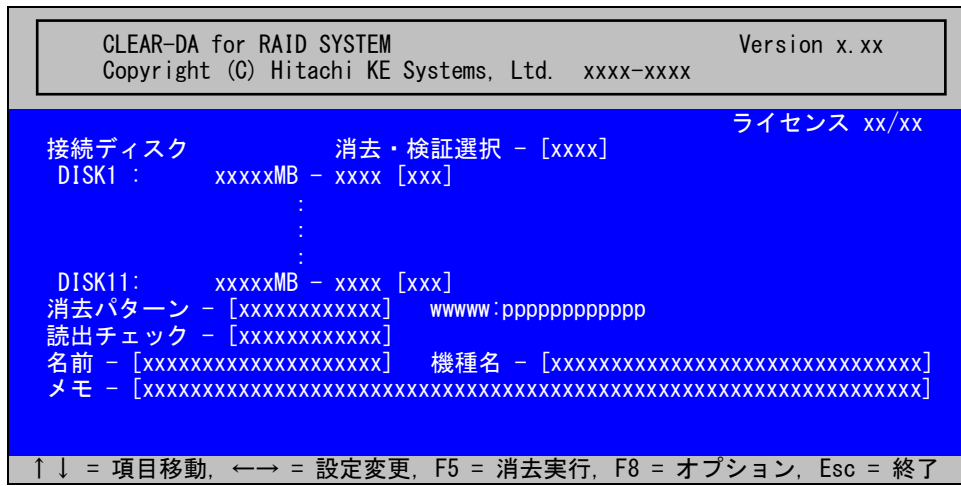 CLEAR-DA for RAID SYSTEM Version x.xx
Copyright (C) Hitachi KE Systems, Ltd. xxxx-xxxx
ライセンス xx/xx
接続ディスク 消去・検証選択 - [xxxx]
DISK1 : xxxxxMB - xxxx [xxx]
:
:
:
DISK11: xxxxxMB - xxxx [xxx]
消去パターン - [xxxxxxxxxxxx] wwwww:pppppppppppp
読出チェック - [xxxxxxxxxxxx]
名前 - [xxxxxxxxxxxxxxxxxxxx] 機種名 - [xxxxxxxxxxxxxxxxxxxxxxxxxxxxxxx]
メモ - [xxxxxxxxxxxxxxxxxxxxxxxxxxxxxxxxxxxxxxxxxxxxxxxxxxxxxxxxxxxxxxxxx]
↑↓ = 項目移動, ←→ = 設定変更, F5 = 消去実行, F8 = オプション, Esc = 終了